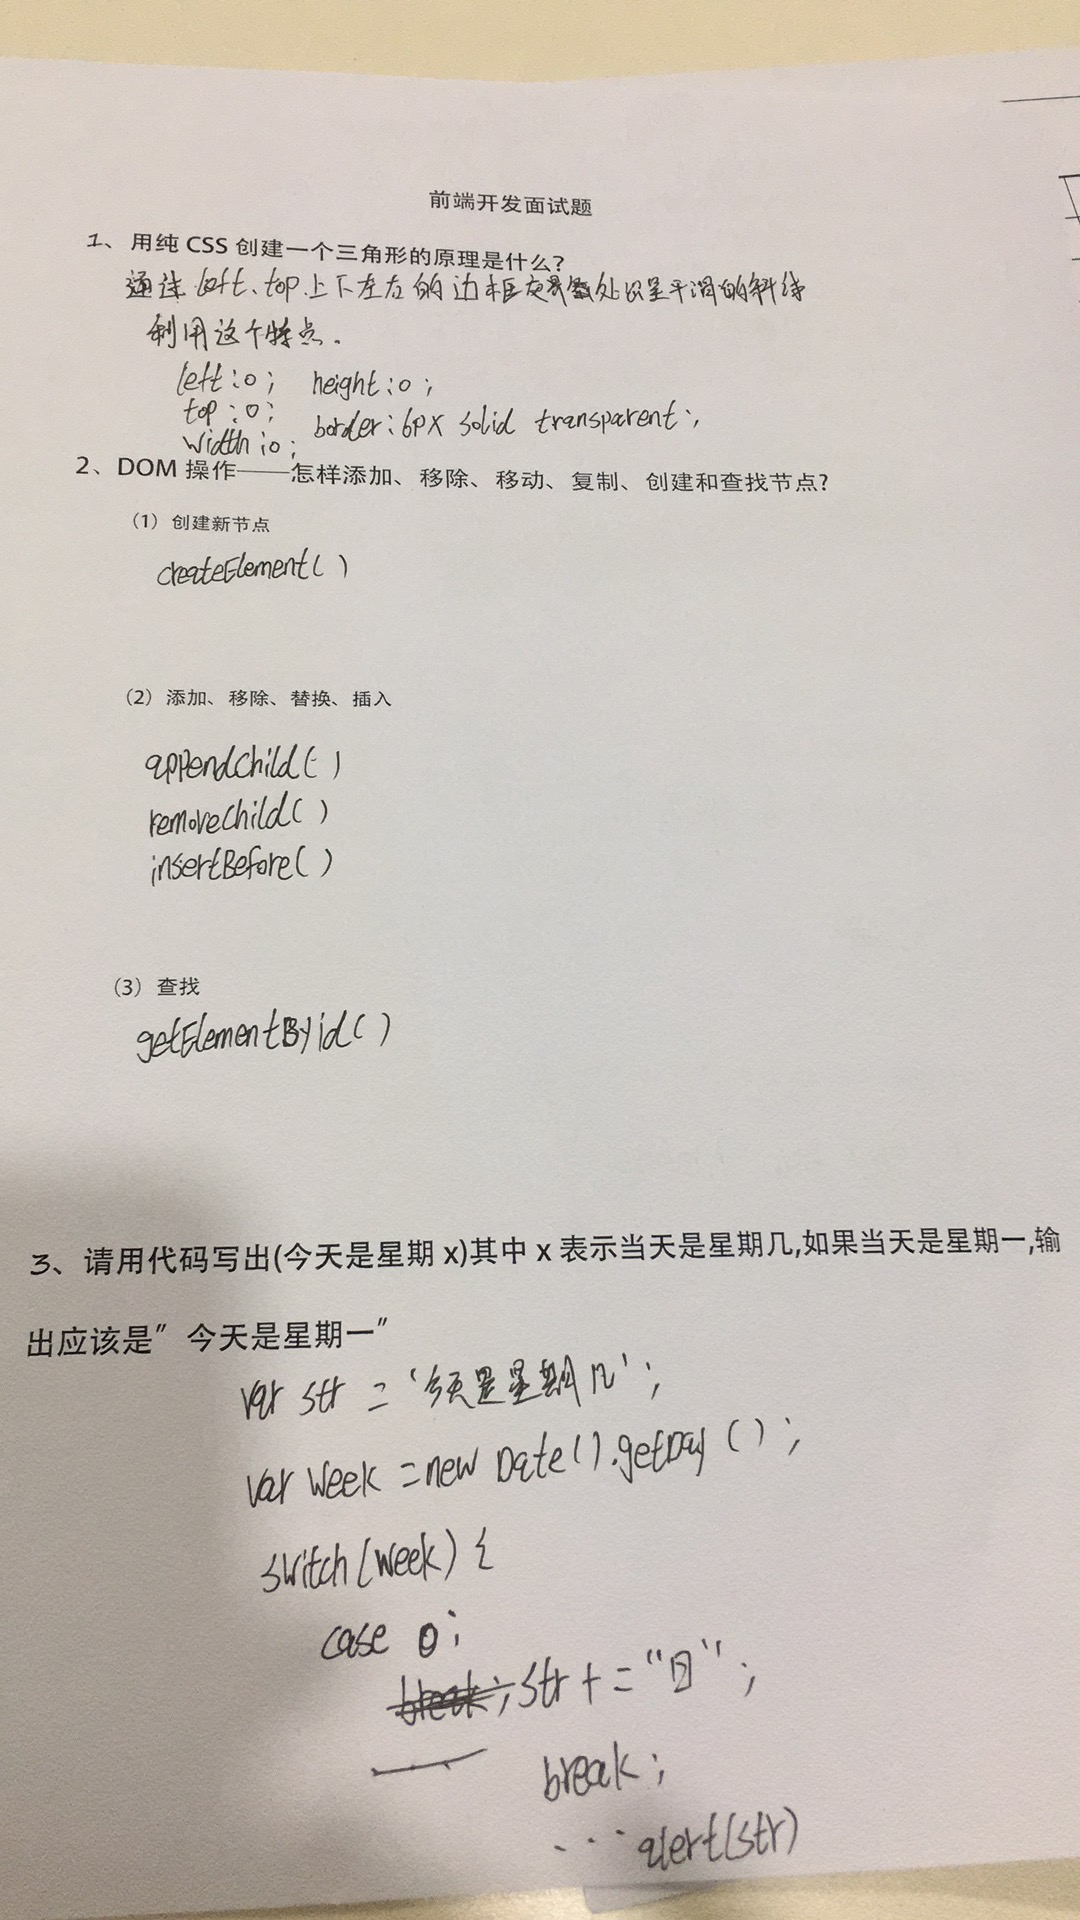 前端开发面试题
1、用纯 CSS 创建一个三角形的原理是什么?
通过 left、top 上下左右的边框交界处以呈平滑的斜线
利用这个特点.
left:0; height:0;
top:0; border:6px solid transparent;
width:0;
2、DOM 操作——怎样添加、移除、移动、复制、创建和查找节点?
(1) 创建新节点
createElement()
(2) 添加、移除、替换、插入
appendChild()
removeChild()
insertBefore()
(3) 查找
getElementByid()
3、请用代码写出(今天是星期 x)其中 x 表示当天是星期几,如果当天是星期一,输
出应该是" 今天是星期一"
var str = '今天是星期几';
var week = new Date().getDay();
switch(week) {
case 0;
str += "日";
break;
... alert(str)